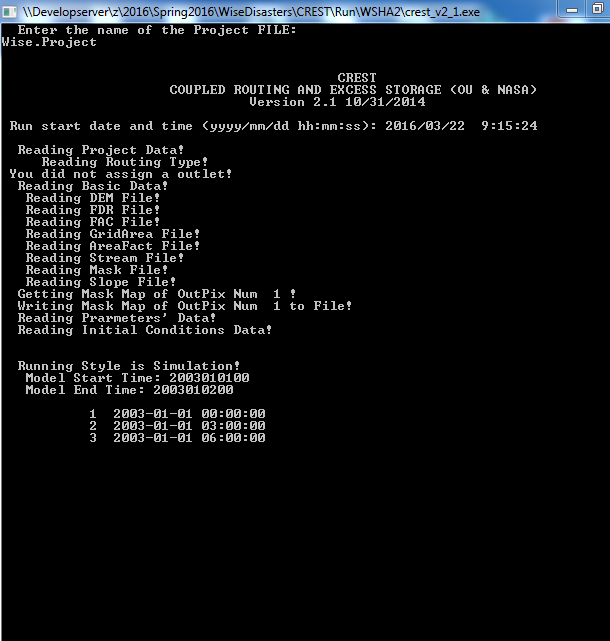 \\Developserver\z\2016\Spring2016\WiseDisasters\CREST\Run\WSHA2\crest_v2_1.exe
Enter the name of the Project FILE:
Wise.Project
CREST
COUPLED ROUTING AND EXCESS STORAGE (OU & NASA)
Version 2.1 10/31/2014
Run start date and time (yyyy/mm/dd hh:mm:ss): 2016/03/22  9:15:24
Reading Project Data!
Reading Routing Type!
You did not assign a outlet!
Reading Basic Data!
Reading DEM File!
Reading FDR File!
Reading FAC File!
Reading GridArea File!
Reading AreaFact File!
Reading Stream File!
Reading Mask File!
Reading Slope File!
Getting Mask Map of OutPix Num  1 !
Writing Mask Map of OutPix Num  1 to File!
Reading Prarmeters' Data!
Reading Initial Conditions Data!
Running Style is Simulation!
Model Start Time: 2003010100
Model End Time: 2003010200
1  2003-01-01 00:00:00
2  2003-01-01 03:00:00
3  2003-01-01 06:00:00